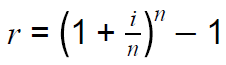 r = (1 + i/n)^n − 1